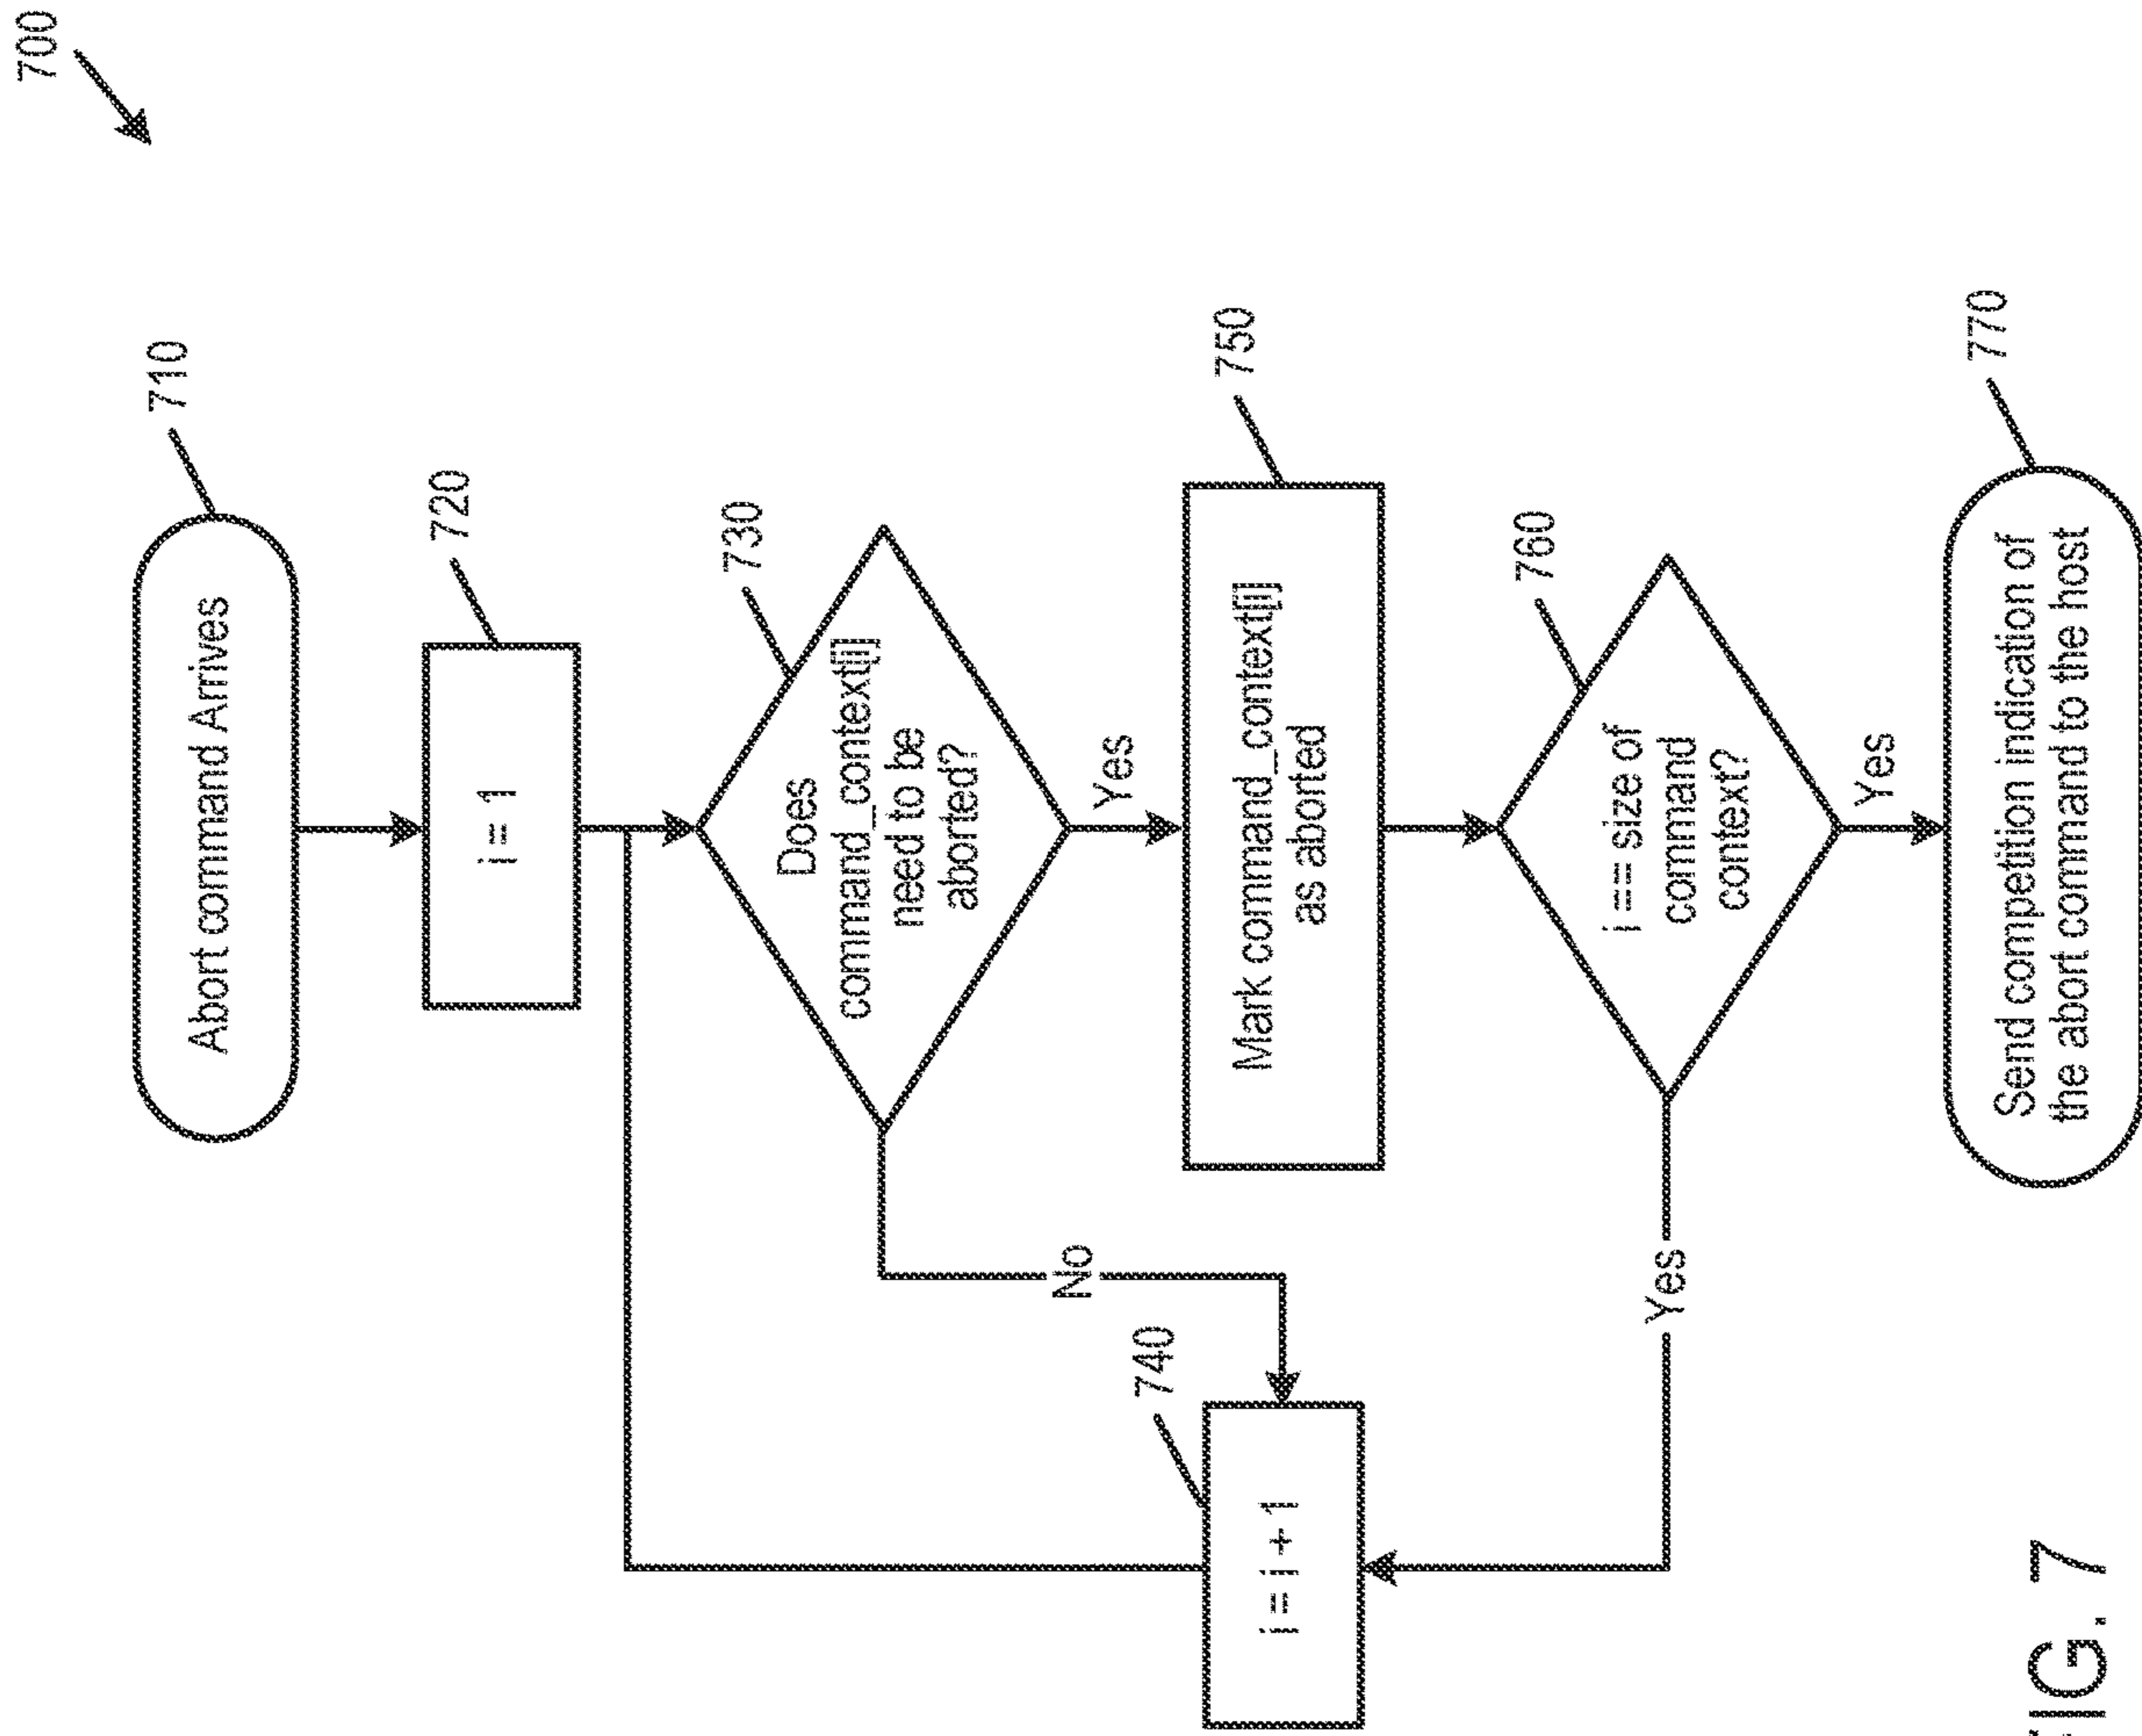 700
710
Abort command Arrives
720
i = 1
730
Does
command_context[i]
need to be
aborted?
No
Yes
740
i = i + 1
750
Mark command_context[i]
as aborted
760
i == size of
command
context?
Yes
Yes
770
Send competition indication of
the abort command to the host
FIG. 7